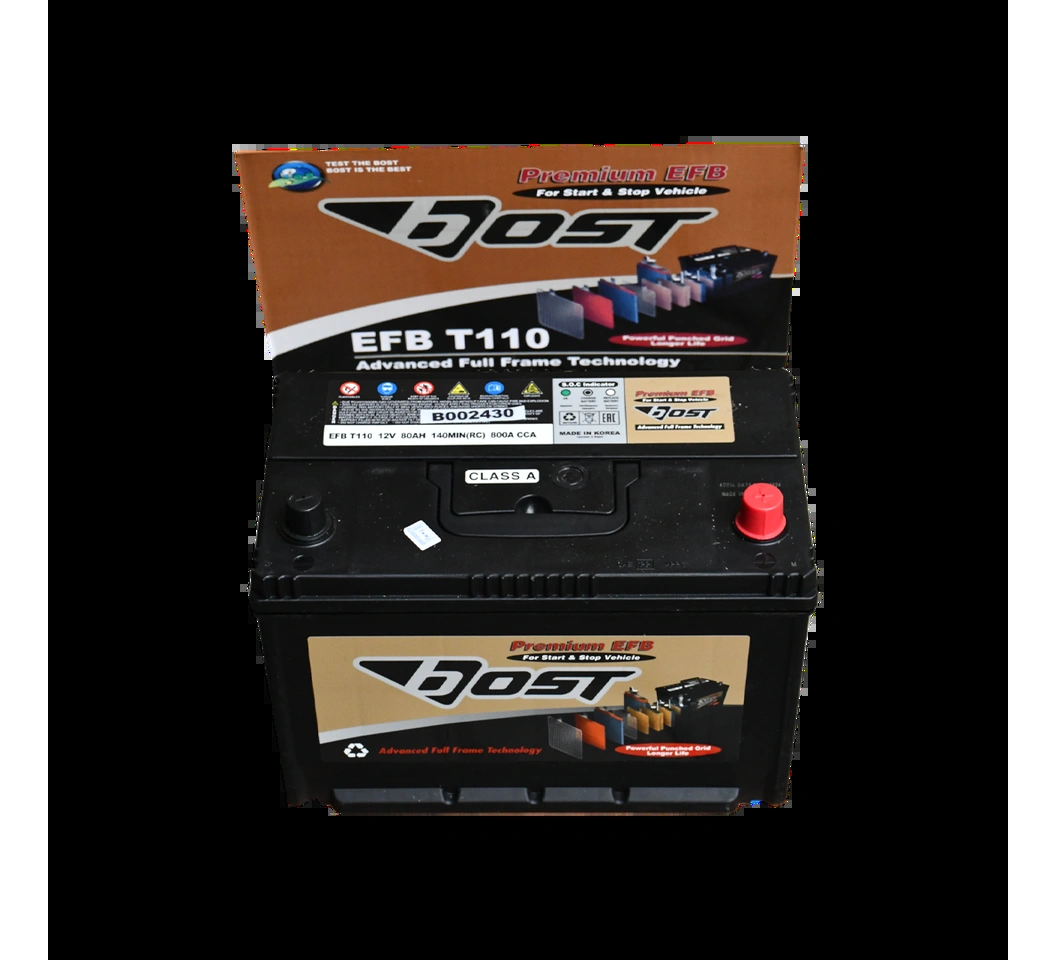 TEST THE BOST
BOST IS THE BEST
Premium EFB
For Start & Stop Vehicle
BOST
EFB T110
Powerful Punched Grid
Longer Life
Advanced Full Frame Technology
S.O.C Indicator
B002430
EFB T110 12V 80AH 140MIN(RC) 800A CCA
MADE IN KOREA
Premium EFB
For Start & Stop Vehicle
BOST
Advanced Full Frame Technology
CLASS A
Premium EFB
For Start & Stop Vehicle
BOST
Advanced Full Frame Technology
Powerful Punched Grid
Longer Life